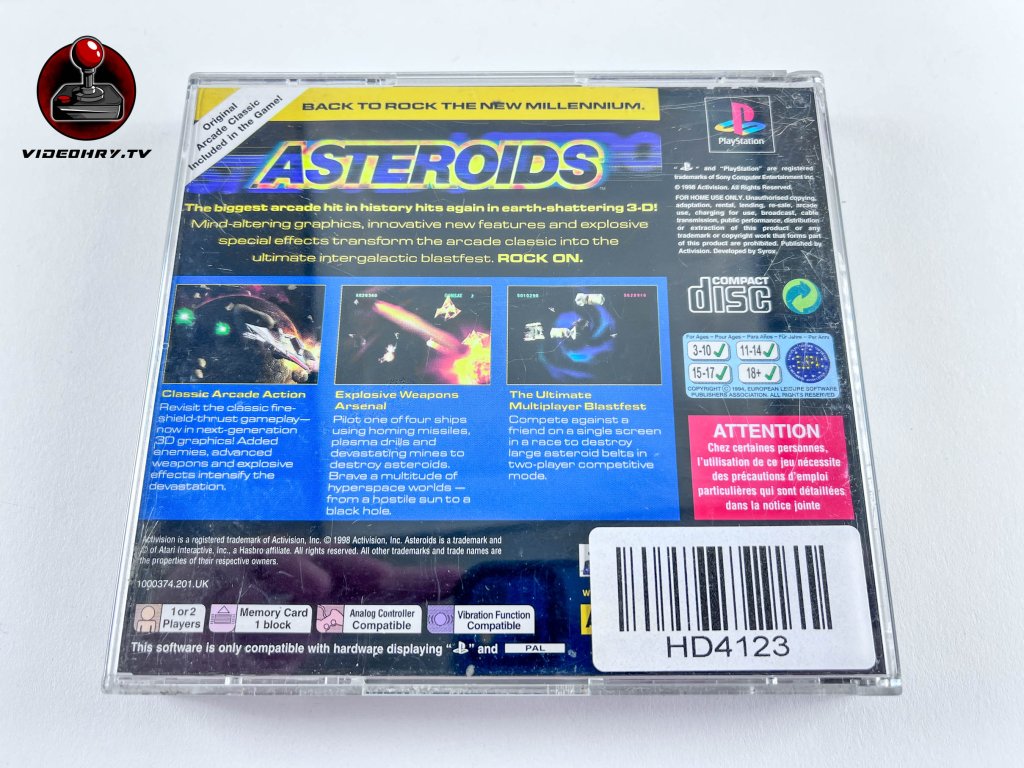 VIDEOHRY.TV
Original
Arcade Classic
Included in the Game!
BACK TO ROCK THE NEW MILLENNIUM.
ASTEROIDS
TM
The biggest arcade hit in history hits again in earth-shattering 3-D!
Mind-altering graphics, innovative new features and explosive
special effects transform the arcade classic into the
ultimate intergalactic blastfest. ROCK ON.
Classic Arcade Action
Revisit the classic fire-
shield-thrust gameplay—
now in next-generation
3D graphics! Added
enemies, advanced
weapons and explosive
effects intensify the
devastation.
Explosive Weapons
Arsenal
Pilot one of four ships
using homing missiles,
plasma drills and
devastating mines to
destroy asteroids.
Brave a multitude of
hyperspace worlds —
from a hostile sun to a
black hole.
The Ultimate
Multiplayer Blastfest
Compete against a
friend on a single screen
in a race to destroy
large asteroid belts in
two-player competitive
mode.
PlayStation
" " and "PlayStation" are registered
trademarks of Sony Computer Entertainment Inc.
© 1998 Activision. All Rights Reserved.
FOR HOME USE ONLY. Unauthorised copying,
adaptation, rental, lending, re-sale, arcade
use, charging for use, broadcast, cable
transmission, public performance, distribution
or extraction of this product or any
trademark or copyright work that forms part
of this product are prohibited. Published by
Activision. Developed by Syrox.
COMPACT
disc
For Ages – Pour Ages – Para Años – Für Jahre – Per Anni
3-10 11-14
15-17 18+
COPYRIGHT © 1994, EUROPEAN LEISURE SOFTWARE
PUBLISHERS ASSOCIATION. ALL RIGHTS RESERVED
ATTENTION
Chez certaines personnes,
l'utilisation de ce jeu nécessite
des précautions d'emploi
particulières qui sont détaillées
dans la notice jointe
Activision is a registered trademark of Activision, Inc. © 1998 Activision, Inc. Asteroids is a trademark and
© of Atari Interactive, Inc., a Hasbro affiliate. All rights reserved. All other trademarks and trade names are
the properties of their respective owners.
1000374.201.UK
1 or 2
Players
Memory Card
1 block
Analog Controller
Compatible
Vibration Function
Compatible
This software is only compatible with hardware displaying " " and PAL
HD4123